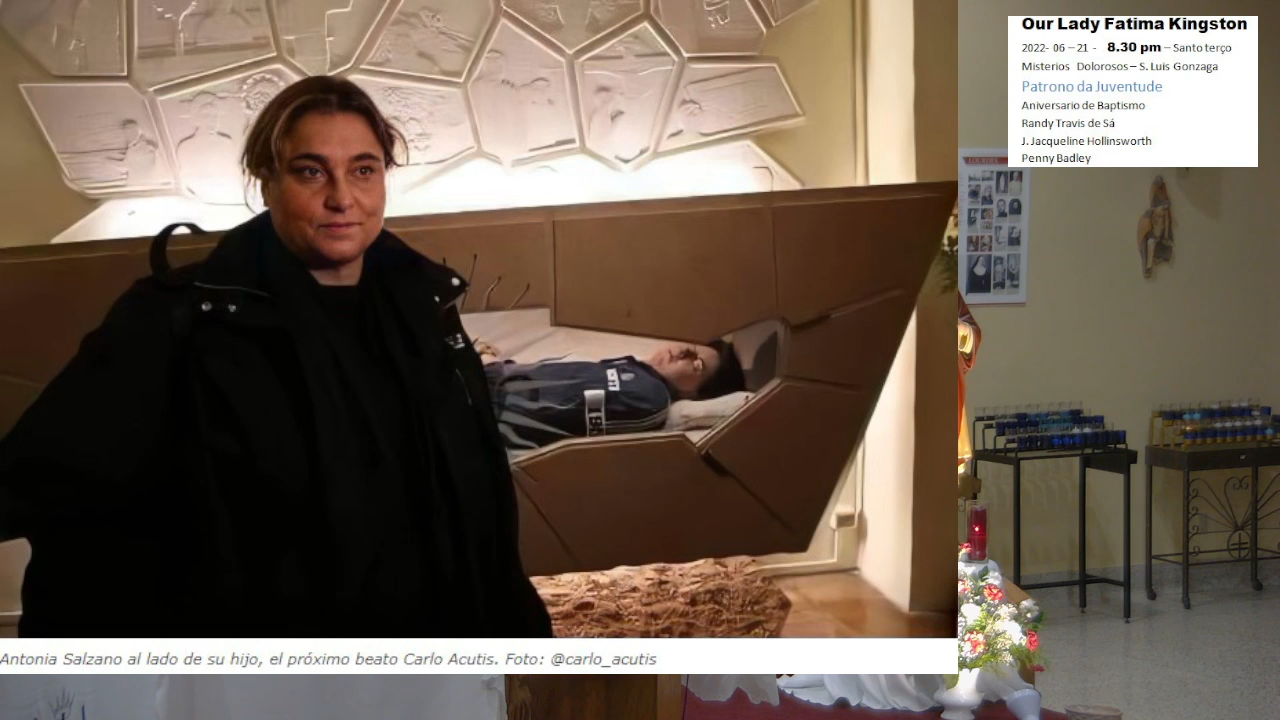 Our Lady Fatima Kingston
2022- 06 – 21 - 8.30 pm – Santo terço
Misterios Dolorosos – S. Luis Gonzaga
Patrono da Juventude
Aniversario de Baptismo
Randy Travis de Sá
J. Jacqueline Hollinsworth
Penny Badley
Antonia Salzano al lado de su hijo, el próximo beato Carlo Acutis. Foto: @carlo_acutis